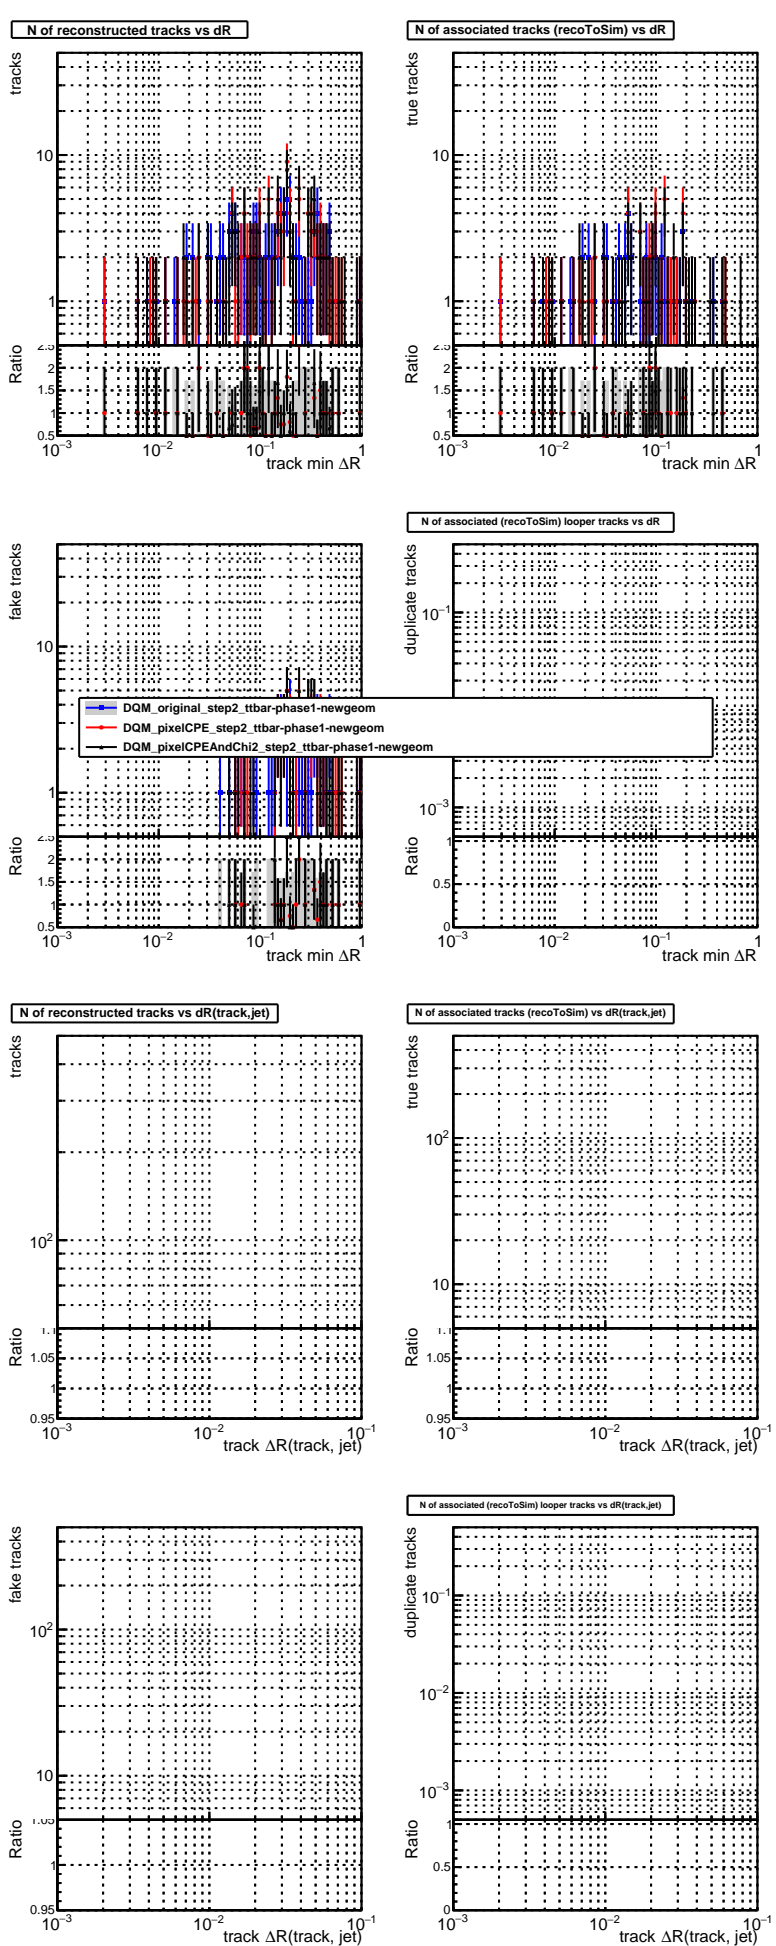 N of reconstructed tracks vs dR
tracks
10
1
Ratio
2.5
2
1.5
1
0.5
10−3
10−2
10−1
1
track min ΔR
N of associated tracks (recoToSim) vs dR
true tracks
10
1
Ratio
2.5
2
1.5
1
0.5
10−3
10−2
10−1
1
track min ΔR
fake tracks
10
1
Ratio
2.5
2
1.5
1
0.5
10−3
10−2
10−1
1
track min ΔR
N of associated (recoToSim) looper tracks vs dR
duplicate tracks
10−1
10−3
Ratio
1
0.5
0
10−3
10−2
10−1
1
track min ΔR
DQM_original_step2_ttbar-phase1-newgeom
DQM_pixelCPE_step2_ttbar-phase1-newgeom
DQM_pixelCPEAndChi2_step2_ttbar-phase1-newgeom
N of reconstructed tracks vs dR(track,jet)
tracks
102
Ratio
1.1
1.05
1
0.95
10−3
10−2
10−1
track ΔR(track, jet)
N of associated tracks (recoToSim) vs dR(track,jet)
true tracks
102
10
Ratio
1.1
1.05
1
0.95
10−3
10−2
10−1
track ΔR(track, jet)
fake tracks
102
10
Ratio
1.05
1
0.95
10−3
10−2
10−1
track ΔR(track, jet)
N of associated (recoToSim) looper tracks vs dR(track,jet)
duplicate tracks
10−1
10−2
10−3
Ratio
1
0.5
0
10−3
10−2
10−1
track ΔR(track, jet)